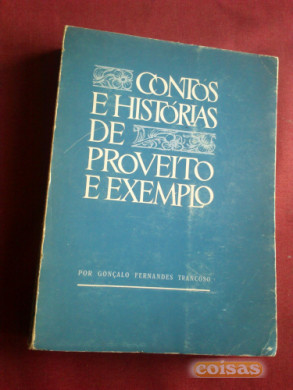 CONTOS
E HISTÓRIAS
DE
PROVEITO
E EXEMPLO
POR GONÇALO FERNANDES TRANCOSO
coisas